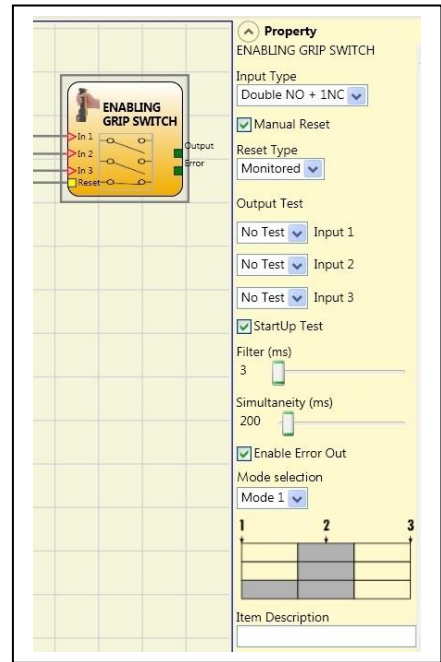 ENABLING
GRIP SWITCH
In 1
In 2
In 3
Reset
Output
Error
Property
ENABLING GRIP SWITCH
Input Type
Double NO + 1NC
Manual Reset
Reset Type
Monitored
Output Test
No Test Input 1
No Test Input 2
No Test Input 3
StartUp Test
Filter (ms)
3
Simultaneity (ms)
200
Enable Error Out
Mode selection
Mode 1
1 2 3
Item Description